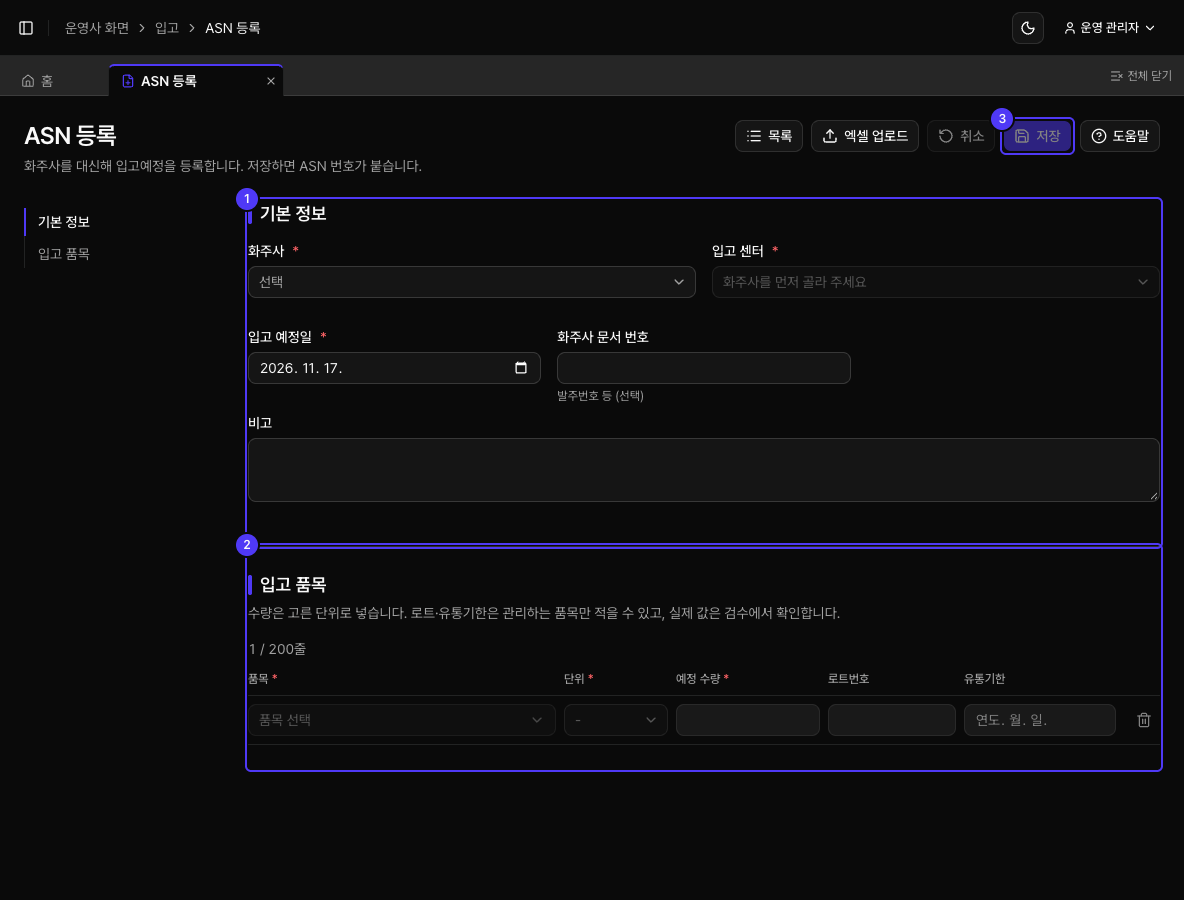 운영사 화면 > 입고 > ASN 등록
운영 관리자
홈
ASN 등록
전체 닫기
ASN 등록
화주사를 대신해 입고예정을 등록합니다. 저장하면 ASN 번호가 붙습니다.
목록
엑셀 업로드
취소
3
저장
도움말
기본 정보
입고 품목
1
기본 정보
화주사 *
입고 센터 *
선택
화주사를 먼저 골라 주세요
입고 예정일 *
화주사 문서 번호
2026. 11. 17.
발주번호 등 (선택)
비고
2
입고 품목
수량은 고른 단위로 넣습니다. 로트·유통기한은 관리하는 품목만 적을 수 있고, 실제 값은 검수에서 확인합니다.
1 / 200줄
품목 * 단위 * 예정 수량 * 로트번호 유통기한
품목 선택 - 연도. 월. 일.